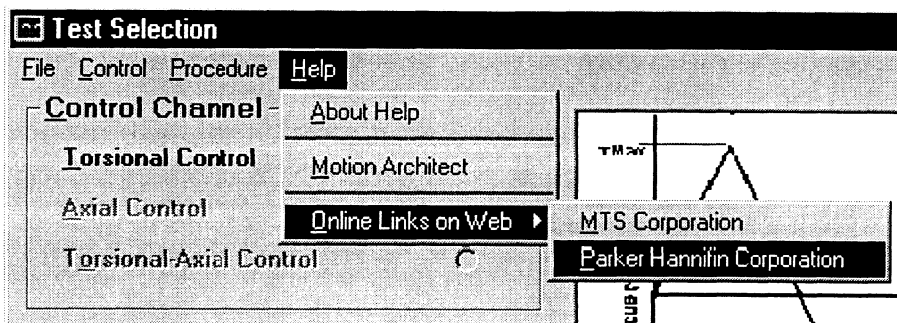 Test Selection
File Control Procedure Help
Control Channel
About Help
Torsional Control
Motion Architect
Axial Control
Online Links on Web
MTS Corporation
Torsional-Axial Control
Parker Hannifin Corporation